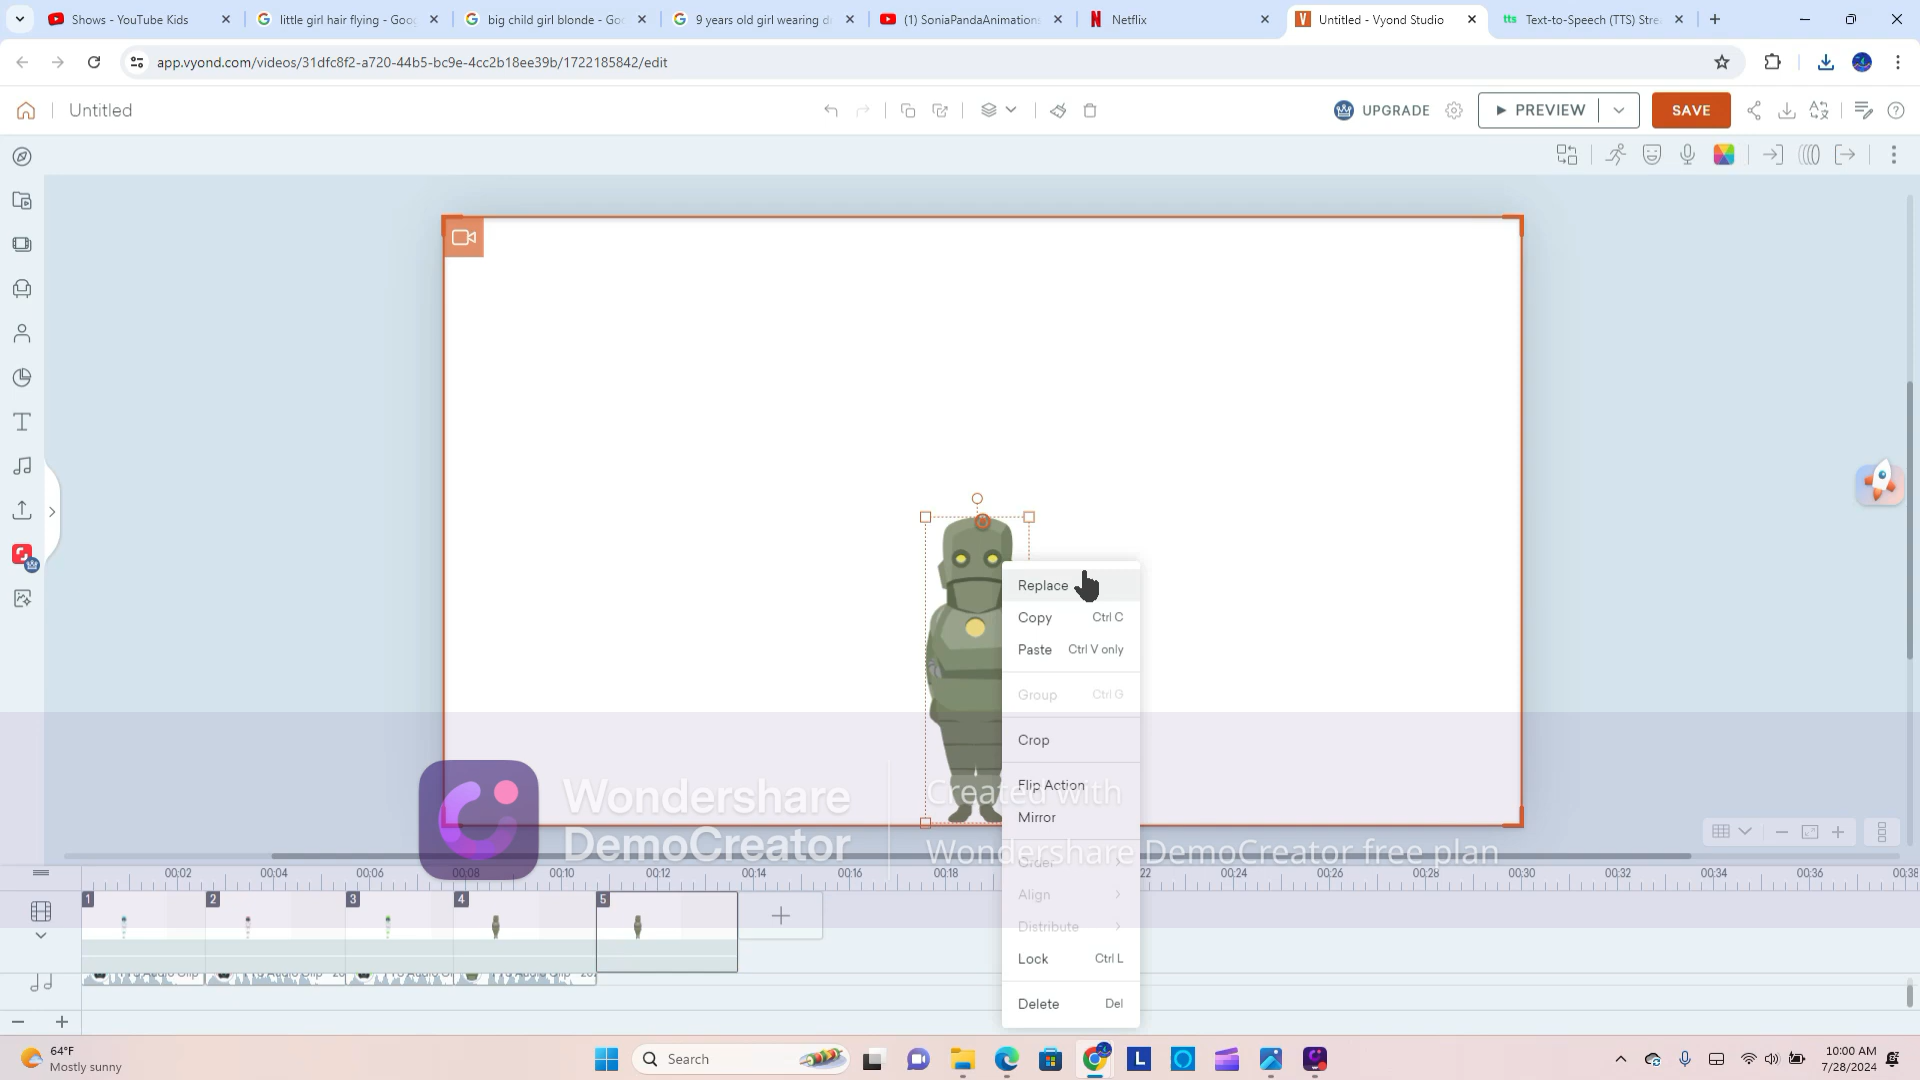 Shows - YouTube Kids
little girl hair flying - Goo
big child girl blonde - Goo
9 years old girl wearing d
(1) SoniaPandaAnimations
Netflix
Untitled - Vyond Studio
tts Text-to-Speech (TTS) Stre
app.vyond.com/videos/31dfc8f2-a720-44b5-bc9e-4cc2b18ee39b/1722185842/edit
Untitled
UPGRADE
PREVIEW
SAVE
Replace
Copy Ctrl C
Paste Ctrl V only
Group Ctrl G
Crop
Flip Action
Mirror
Order
Align
Distribute
Lock Ctrl L
Delete Del
Wondershare
DemoCreator
Created with
Wondershare DemoCreator free plan
00:02 00:04 00:06 00:08 00:10 00:12 00:14 00:16 00:18 22 00:24 00:26 00:28 00:30 00:32 00:34 00:36 00:38
1 2 3 4 5
64°F
Mostly sunny
Search
L
10:00 AM
7/28/2024